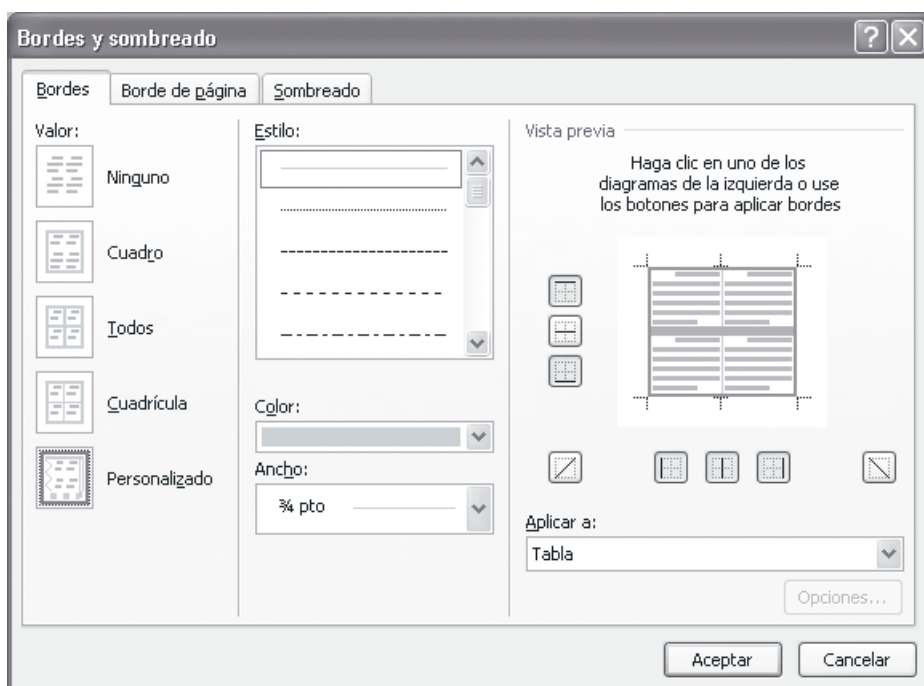 Bordes y sombreado
Bordes
Borde de página
Sombreado
Valor:
Ninguno
Cuadro
Todos
Cuadrícula
Personalizado
Estilo:
Color:
Ancho:
¾ pto
Vista previa
Haga clic en uno de los
diagramas de la izquierda o use
los botones para aplicar bordes
Aplicar a:
Tabla
Opciones...
Aceptar
Cancelar